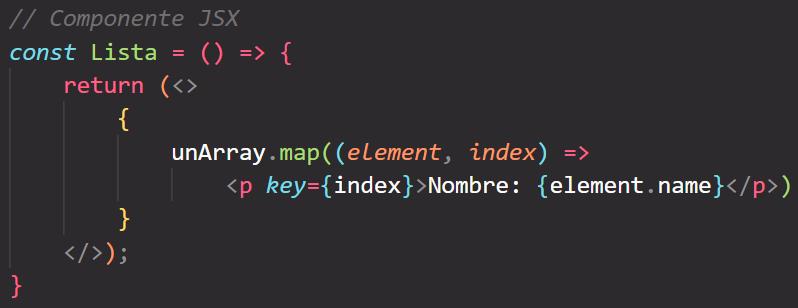 // Componente JSX
const Lista = () => {
    return (<>
        {
            unArray.map((element, index) =>
                <p key={index}>Nombre: {element.name}</p>)
        }
    </>);
}